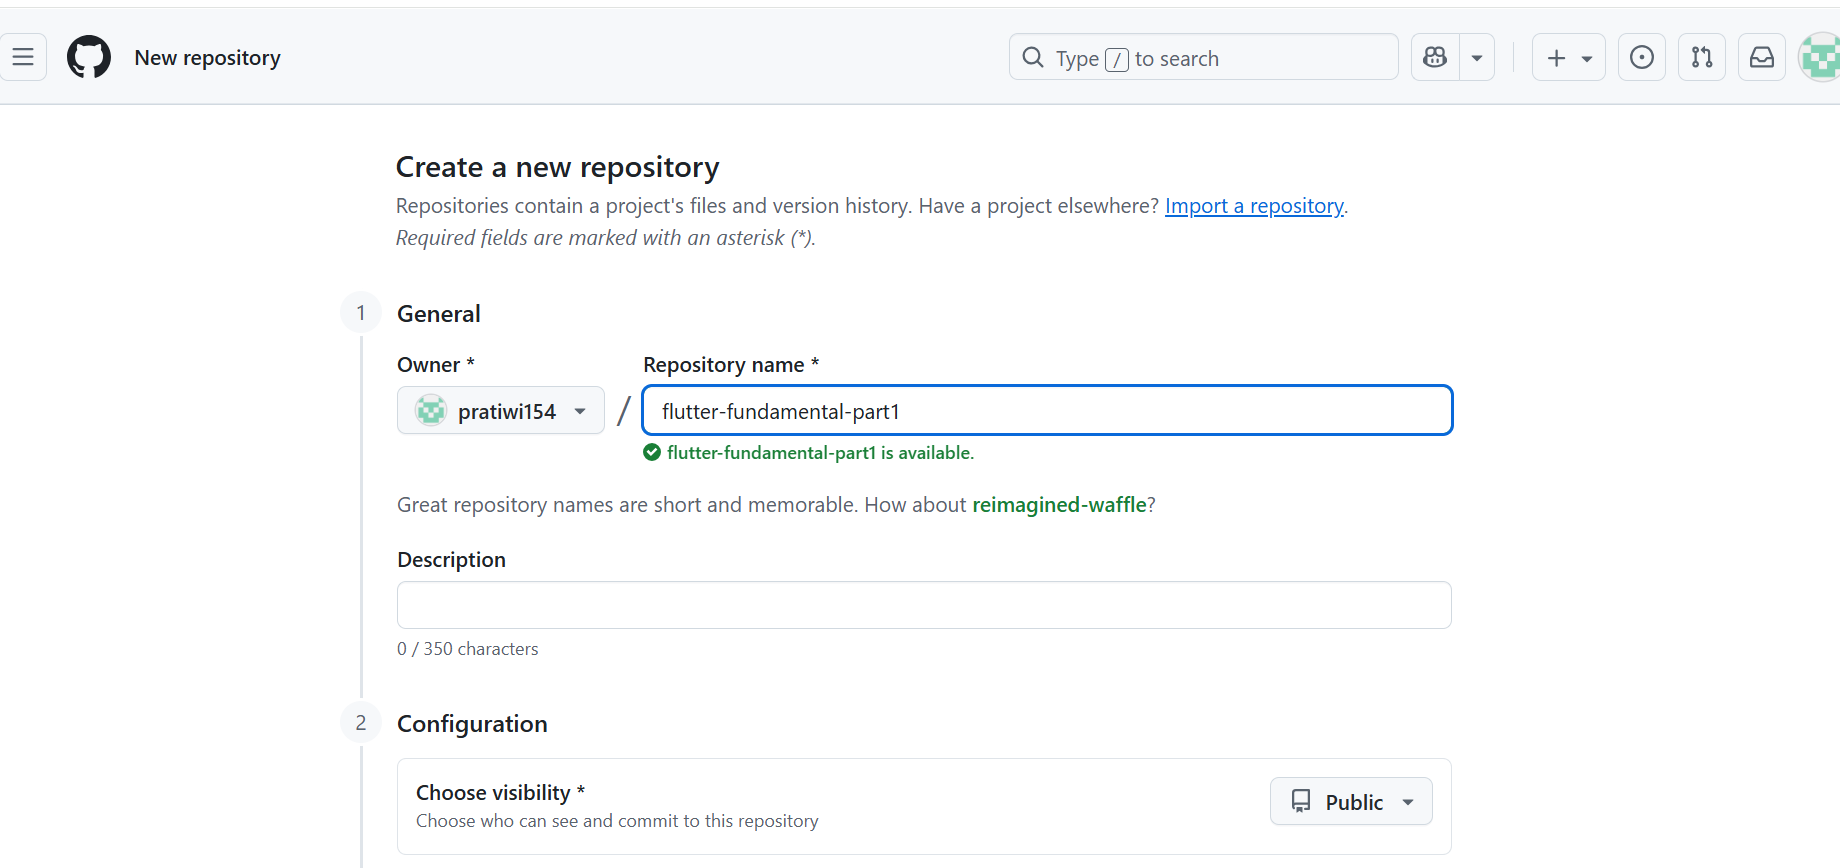 New repository
Type / to search
Create a new repository
Repositories contain a project's files and version history. Have a project elsewhere? Import a repository.
Required fields are marked with an asterisk (*).
1 General
Owner * Repository name *
pratiwi154 / flutter-fundamental-part1
flutter-fundamental-part1 is available.
Great repository names are short and memorable. How about reimagined-waffle?
Description
0 / 350 characters
2 Configuration
Choose visibility *
Public
Choose who can see and commit to this repository